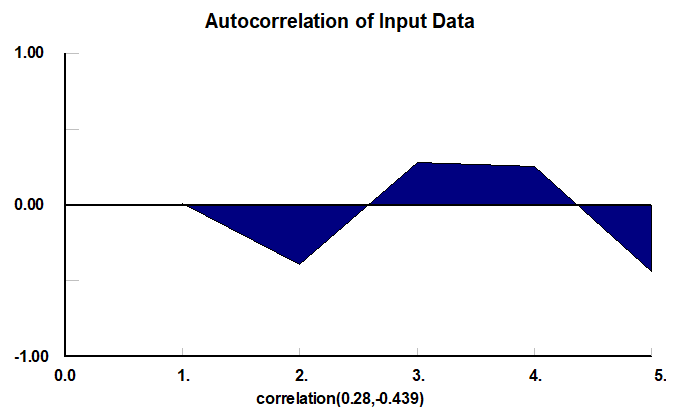 Autocorrelation of Input Data
1.00
0.00
-1.00
0.0 1. 2. 3. 4. 5.
correlation(0.28,-0.439)